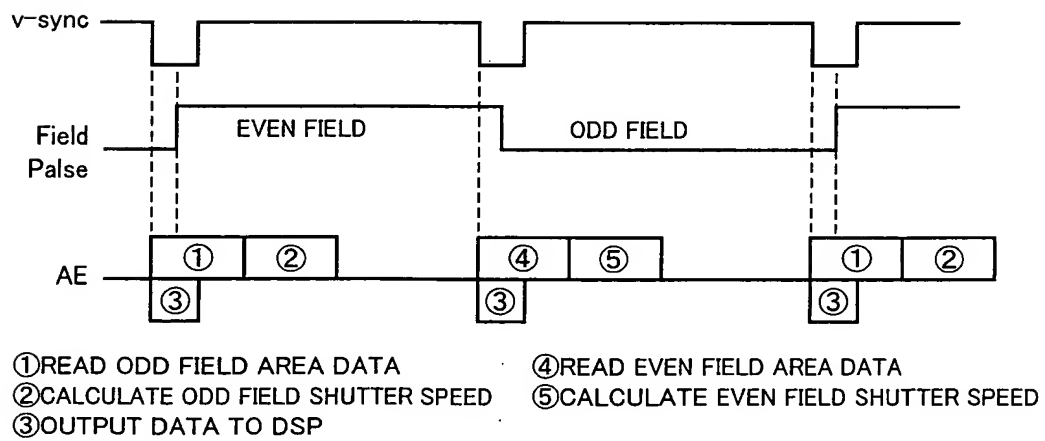 v-sync
EVEN FIELD
ODD FIELD
Field
Palse
① ② ④ ⑤ ① ②
AE
③ ③ ③
①READ ODD FIELD AREA DATA ④READ EVEN FIELD AREA DATA
②CALCULATE ODD FIELD SHUTTER SPEED ⑤CALCULATE EVEN FIELD SHUTTER SPEED
③OUTPUT DATA TO DSP